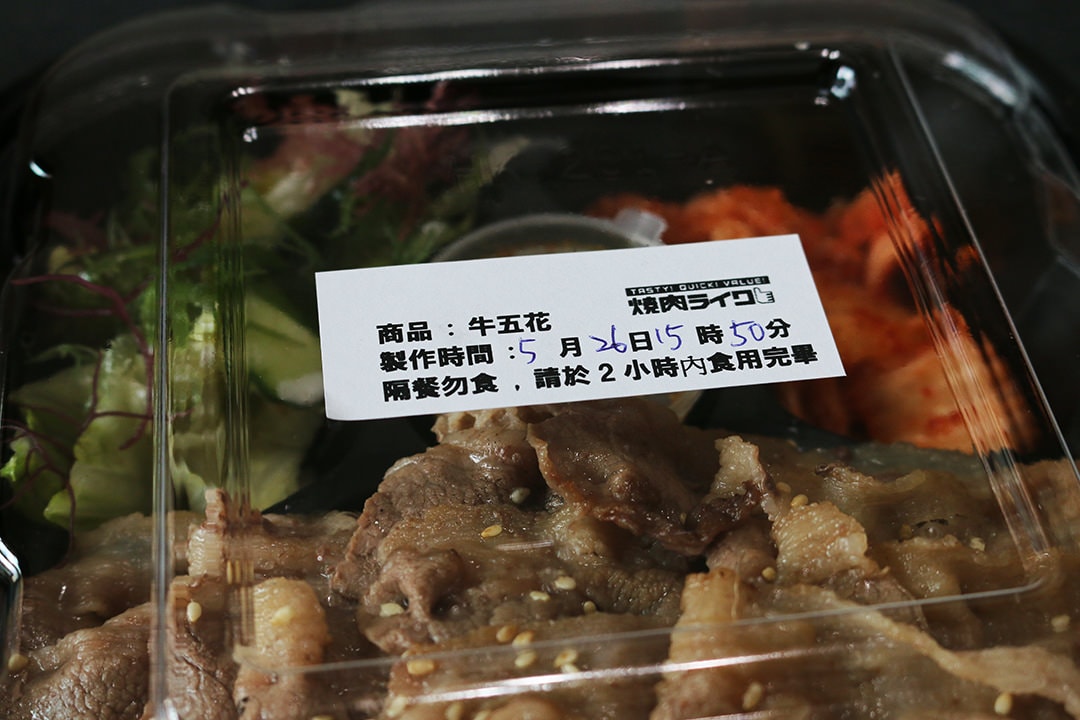 TASTY! QUICK! VALUE!
燒肉ライク
商品：牛五花
製作時間：5 月 26日15 時 50分
隔餐勿食，請於 2 小時內食用完畢